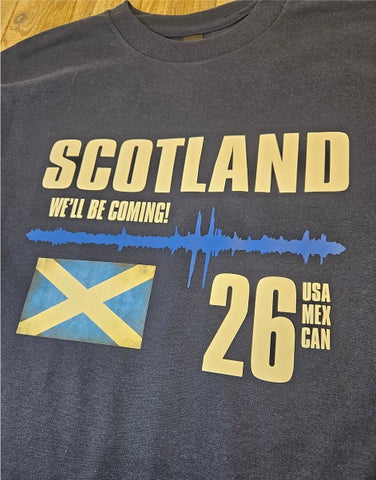 SCOTLAND
WE'LL BE COMING!
26
USA
MEX
CAN